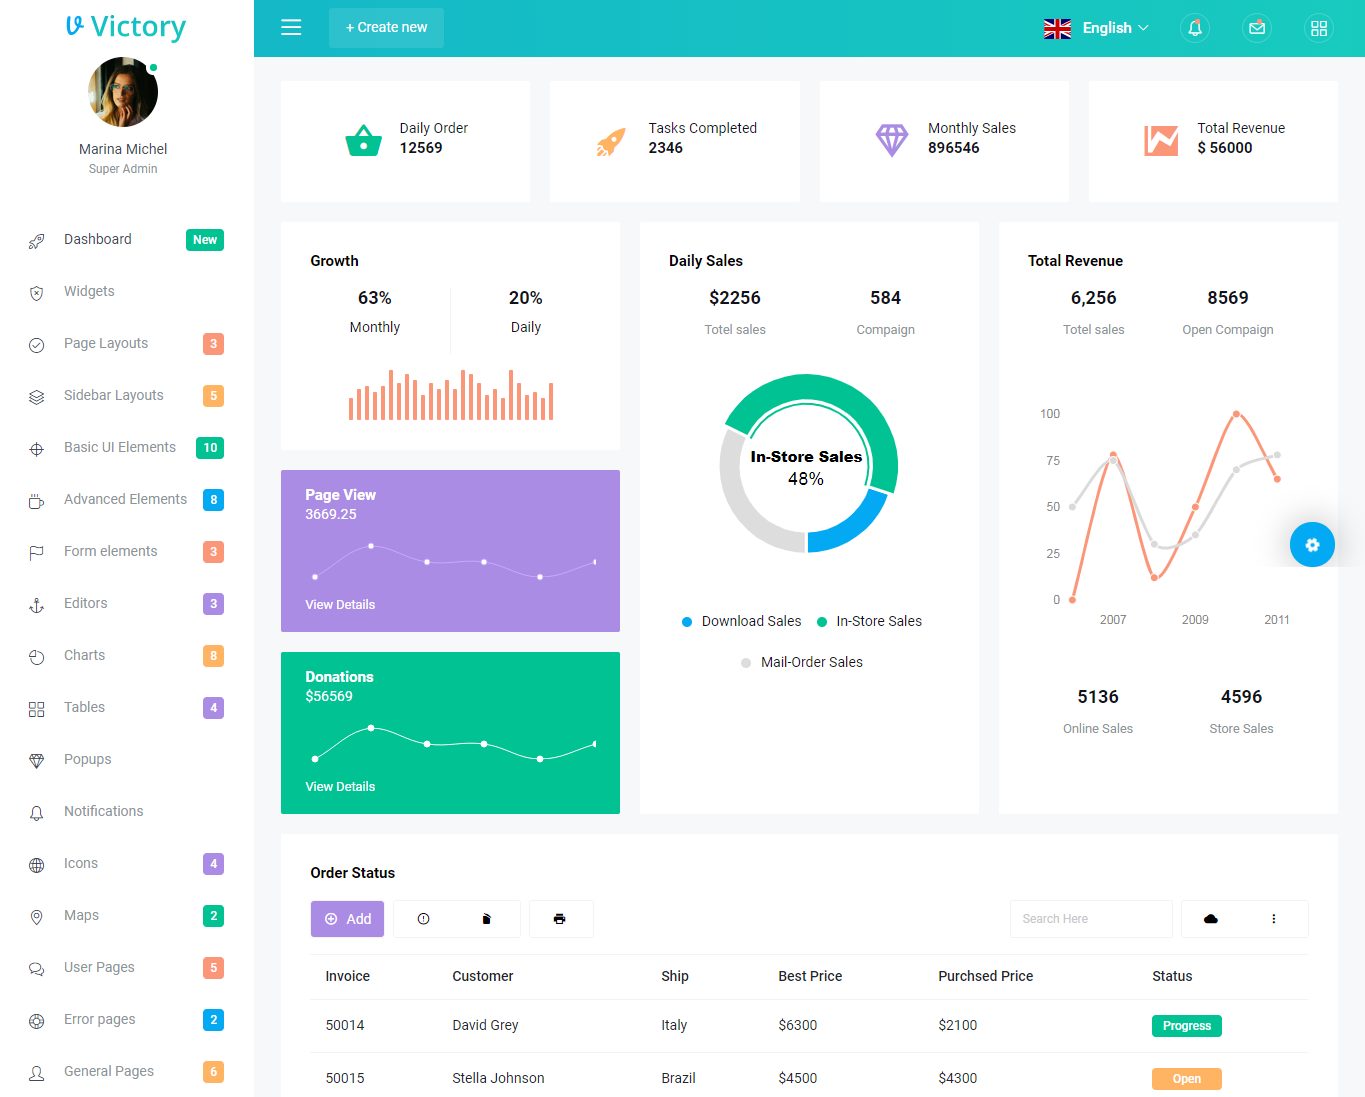 Victory
Marina Michel
Super Admin
Dashboard New
Widgets
Page Layouts 3
Sidebar Layouts 5
Basic UI Elements 10
Advanced Elements 8
Form elements 3
Editors 3
Charts 8
Tables 4
Popups
Notifications
Icons 4
Maps 2
User Pages 5
Error pages 2
General Pages 6
+ Create new
English
Daily Order
12569
Tasks Completed
2346
Monthly Sales
896546
Total Revenue
$ 56000
Growth
63% 20%
Monthly Daily
Page View
3669.25
View Details
Donations
$56569
View Details
Daily Sales
$2256 584
Totel sales Compaign
In-Store Sales
48%
Download Sales In-Store Sales
Mail-Order Sales
Total Revenue
6,256 8569
Totel sales Open Compaign
100
75
50
25
0
2007 2009 2011
5136 4596
Online Sales Store Sales
Order Status
Add Search Here
Invoice Customer Ship Best Price Purchsed Price Status
50014 David Grey Italy $6300 $2100 Progress
50015 Stella Johnson Brazil $4500 $4300 Open